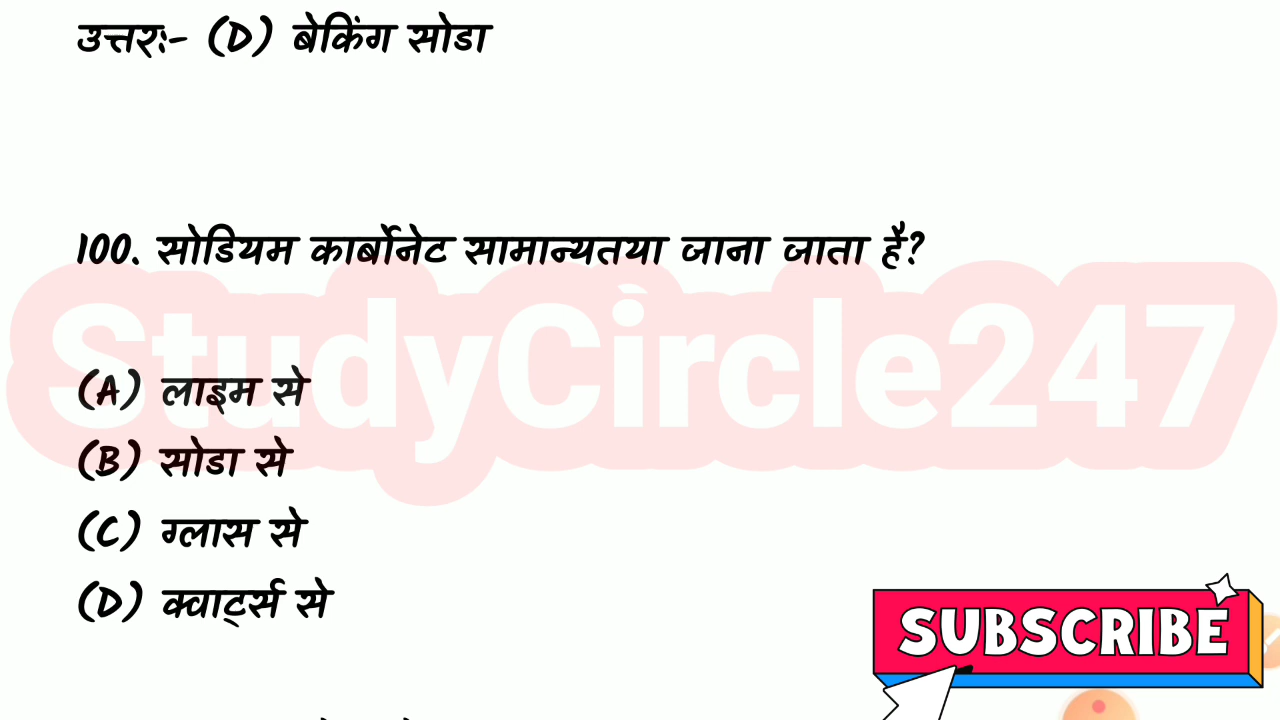 उत्तर:- (D) बेकिंग सोडा
100. सोडियम कार्बोनेट सामान्यतया जाना जाता है?
StudyCircle247
(A) लाइम से
(B) सोडा से
(C) ग्लास से
(D) क्वार्ट्स से
SUBSCRIBE